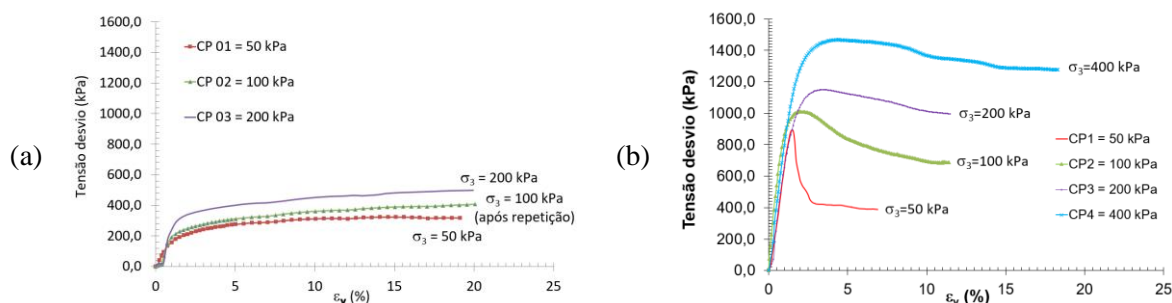 (a)
Tensão desvio (kPa)
1600,0
1400,0
1200,0
1000,0
800,0
600,0
400,0
200,0
0,0
CP 01 = 50 kPa
CP 02 = 100 kPa
CP 03 = 200 kPa
σ3 = 200 kPa
σ3 = 100 kPa
(após repetição)
σ3 = 50 kPa
0 5 10 15 20 25
εv (%)
(b)
Tensão desvio (kPa)
1600,0
1400,0
1200,0
1000,0
800,0
600,0
400,0
200,0
0,0
σ3=400 kPa
σ3=200 kPa
σ3=100 kPa
σ3=50 kPa
CP1 = 50 kPa
CP2 = 100 kPa
CP3 = 200 kPa
CP4 = 400 kPa
0 5 10 15 20 25
εv (%)